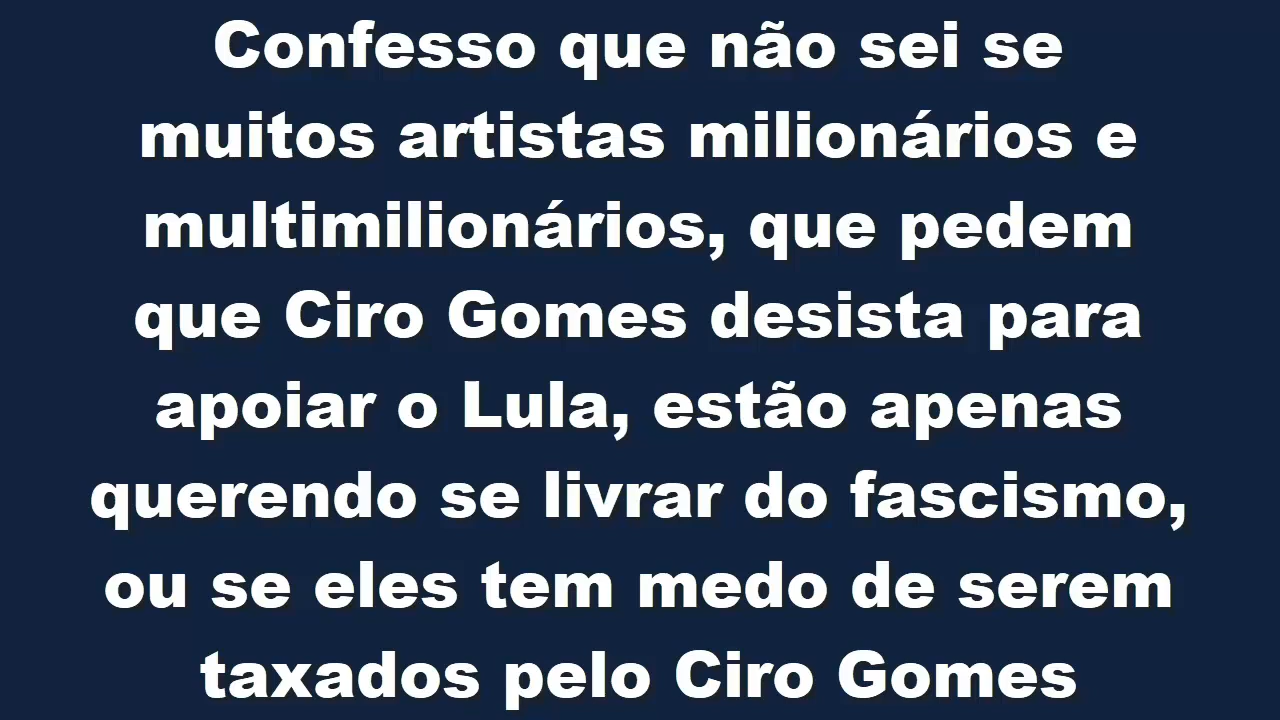 Confesso que não sei se
muitos artistas milionários e
multimilionários, que pedem
que Ciro Gomes desista para
apoiar o Lula, estão apenas
querendo se livrar do fascismo,
ou se eles tem medo de serem
taxados pelo Ciro Gomes